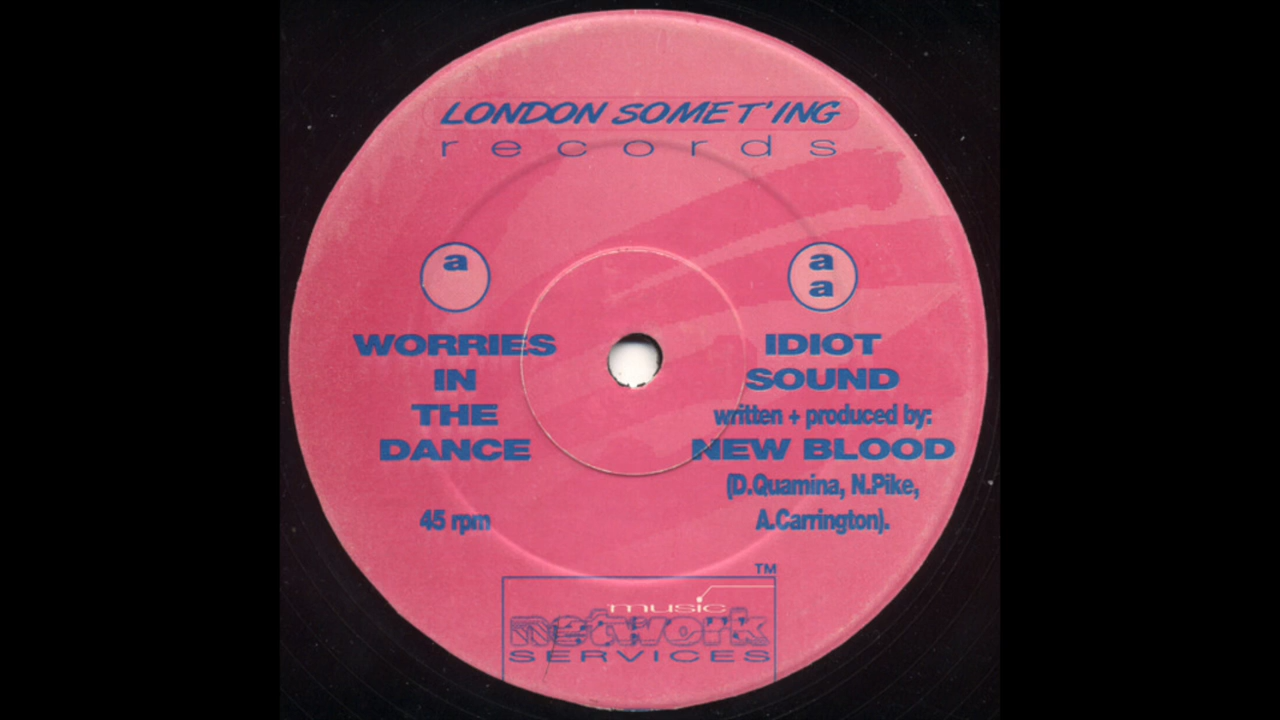 LONDON SOMET'ING
records
a
WORRIES
IN
THE
DANCE
45 rpm
a
a
IDIOT
SOUND
written + produced by:
NEW BLOOD
(D.Quamina, N.Pike,
A.Carrington).
TM
music
network
SERVICES